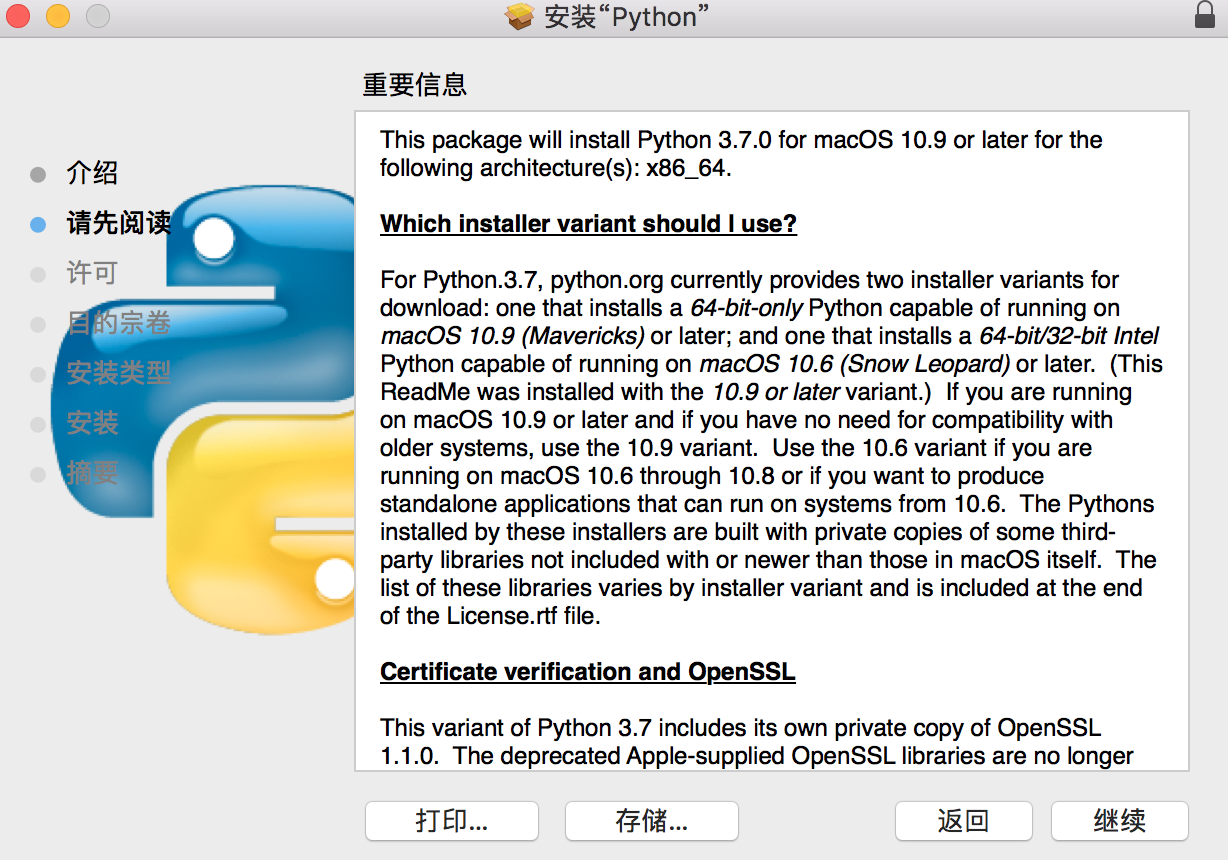 安装“Python”
重要信息
介绍
请先阅读
许可
目的宗卷
安装类型
安装
摘要
This package will install Python 3.7.0 for macOS 10.9 or later for the
following architecture(s): x86_64.
Which installer variant should I use?
For Python.3.7, python.org currently provides two installer variants for
download: one that installs a 64-bit-only Python capable of running on
macOS 10.9 (Mavericks) or later; and one that installs a 64-bit/32-bit Intel
Python capable of running on macOS 10.6 (Snow Leopard) or later.  (This
ReadMe was installed with the 10.9 or later variant.)  If you are running
on macOS 10.9 or later and if you have no need for compatibility with
older systems, use the 10.9 variant.  Use the 10.6 variant if you are
running on macOS 10.6 through 10.8 or if you want to produce
standalone applications that can run on systems from 10.6.  The Pythons
installed by these installers are built with private copies of some third-
party libraries not included with or newer than those in macOS itself.  The
list of these libraries varies by installer variant and is included at the end
of the License.rtf file.
Certificate verification and OpenSSL
This variant of Python 3.7 includes its own private copy of OpenSSL
1.1.0.  The deprecated Apple-supplied OpenSSL libraries are no longer
打印... 存储... 返回 继续